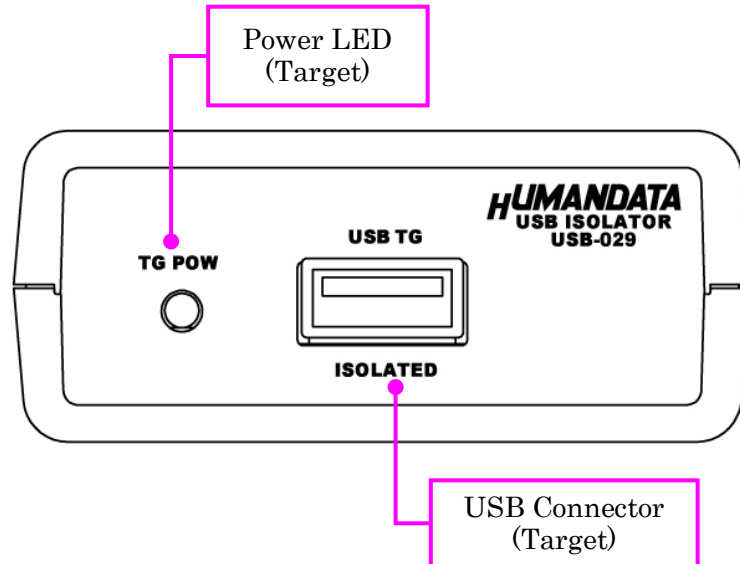 Power LED
(Target)
HUMANDATA
USB ISOLATOR
USB-029
USB TG
TG POW
ISOLATED
USB Connector
(Target)